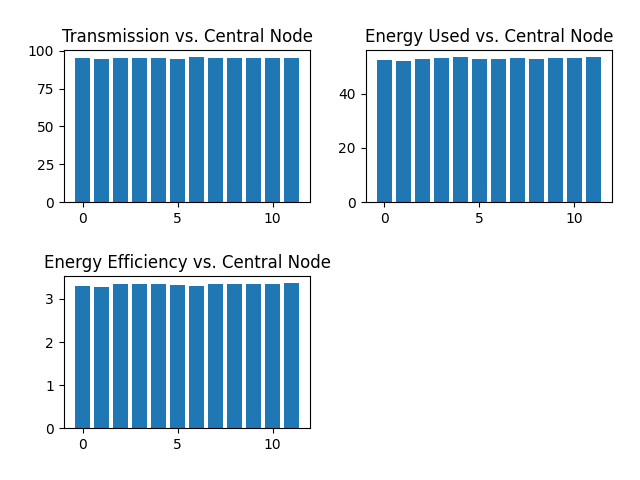 Transmission vs. Central Node
100
75
50
25
0
0 5 10
Energy Used vs. Central Node
40
20
0
0 5 10
Energy Efficiency vs. Central Node
3
2
1
0
0 5 10